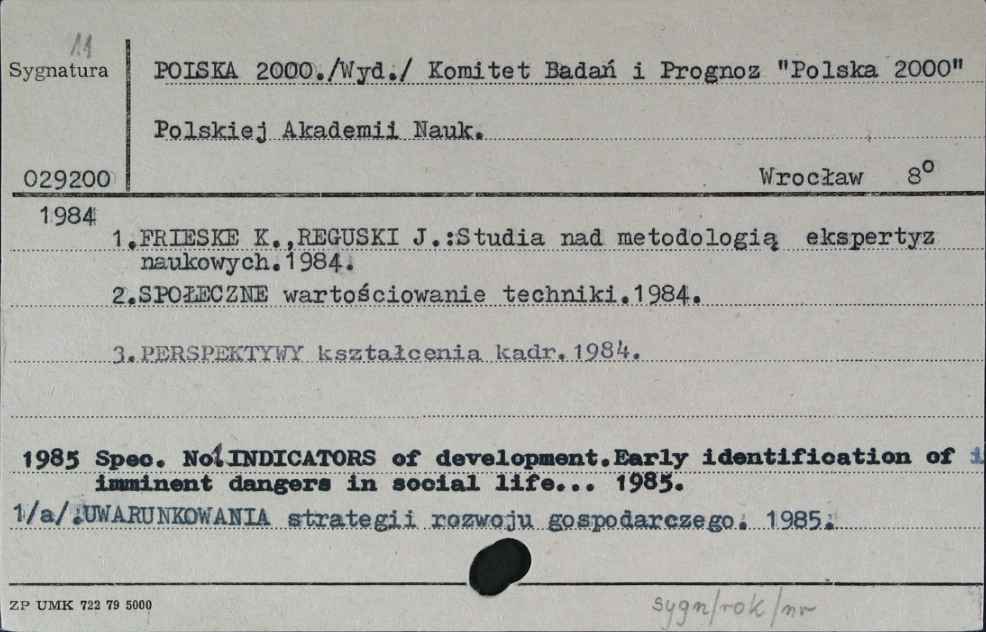 11
Sygnatura
POLSKA 2000./Wyd./ Komitet Badań i Prognoz "Polska 2000"
Polskiej Akademii Nauk.
029200
Wrocław 8⁰
1984
1.FRIESKE K.,REGUSKI J.:Studia nad metodologią ekspertyz
naukowych.1984.
2.SPOŁECZNE wartościowanie techniki.1984.
3.PERSPEKTYWY kształcenia kadr.1984.
1985 Spec. No1 INDICATORS of development.Early identification of i
imminent dangers in social life... 1985.
1/a/.UWARUNKOWANIA strategii rozwoju gospodarczego. 1985.
ZP UMK 722 79 5000
sygn/rok/nr